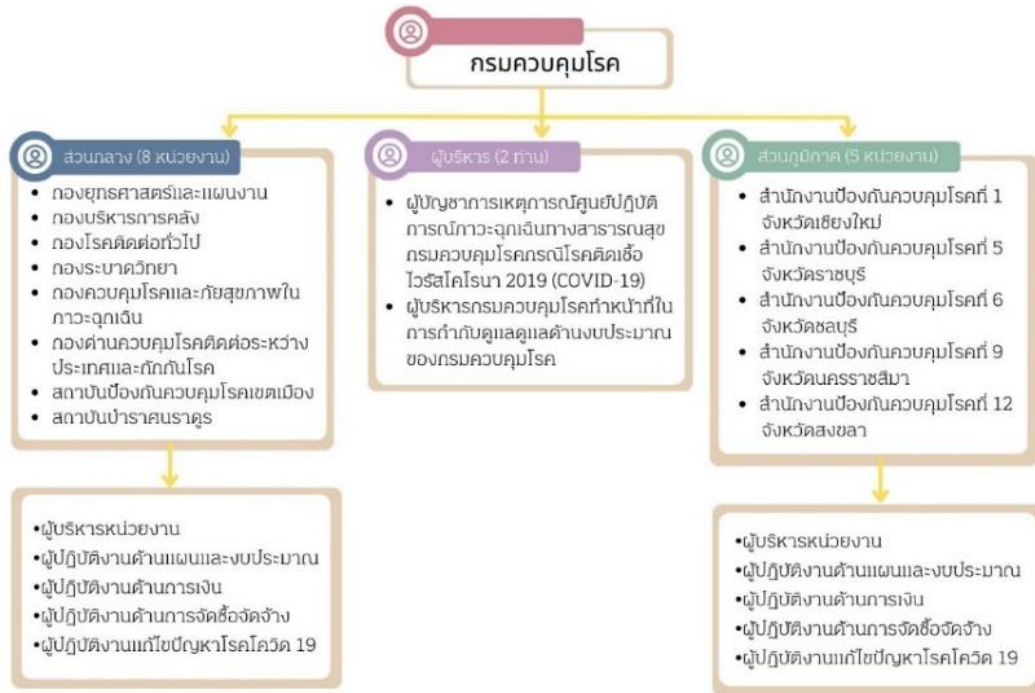 กรมควบคุมโรค
ส่วนกลาง (8 หน่วยงาน)
• กองยุทธศาสตร์และแผนงาน
• กองบริหารการคลัง
• กองโรคติดต่อทั่วไป
• กองระบาดวิทยา
• กองควบคุมโรคและภัยสุขภาพใน
ภาวะฉุกเฉิน
• กองด่านควบคุมโรคติดต่อระหว่าง
ประเทศและกักกันโรค
• สถาบันป้องกันควบคุมโรคเขตเมือง
• สถาบันบำราศนราดูร
•ผู้บริหารหน่วยงาน
•ผู้ปฏิบัติงานด้านแผนและงบประมาณ
•ผู้ปฏิบัติงานด้านการเงิน
•ผู้ปฏิบัติงานด้านการจัดซื้อจัดจ้าง
•ผู้ปฏิบัติงานแก้ไขปัญหาโรคโควิด 19
ผู้บริหาร (2 ท่าน)
• ผู้บัญชาการเหตุการณ์ศูนย์ปฏิบัติ
การณ์ภาวะฉุกเฉินทางสาธารณสุข
กรมควบคุมโรคกรณีโรคติดเชื้อ
ไวรัสโคโรนา 2019 (COVID-19)
• ผู้บริหารกรมควบคุมโรคทำหน้าที่ใน
การกำกับดูแลดูแลด้านงบประมาณ
ของกรมควบคุมโรค
ส่วนภูมิภาค (5 หน่วยงาน)
• สำนักงานป้องกันควบคุมโรคที่ 1
จังหวัดเชียงใหม่
• สำนักงานป้องกันควบคุมโรคที่ 5
จังหวัดราชบุรี
• สำนักงานป้องกันควบคุมโรคที่ 6
จังหวัดชลบุรี
• สำนักงานป้องกันควบคุมโรคที่ 9
จังหวัดนครราชสีมา
• สำนักงานป้องกันควบคุมโรคที่ 12
จังหวัดสงขลา
•ผู้บริหารหน่วยงาน
•ผู้ปฏิบัติงานด้านแผนและงบประมาณ
•ผู้ปฏิบัติงานด้านการเงิน
•ผู้ปฏิบัติงานด้านการจัดซื้อจัดจ้าง
•ผู้ปฏิบัติงานแก้ไขปัญหาโรคโควิด 19